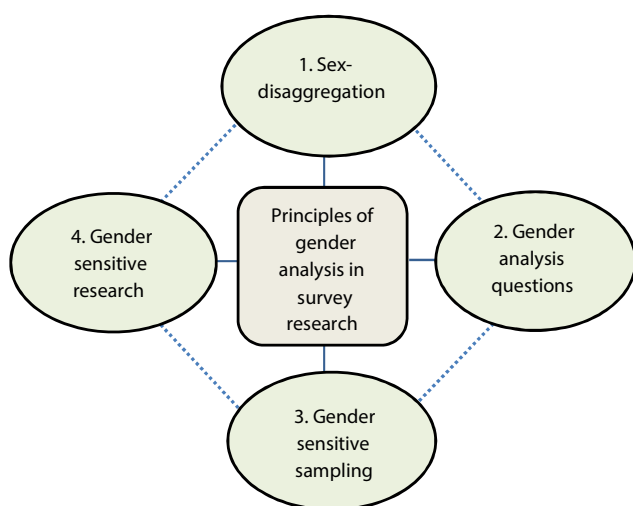 1. Sex-
disaggregation
Principles of
gender
analysis in
survey
research
2. Gender
analysis
questions
3. Gender
sensitive
sampling
4. Gender
sensitive
research